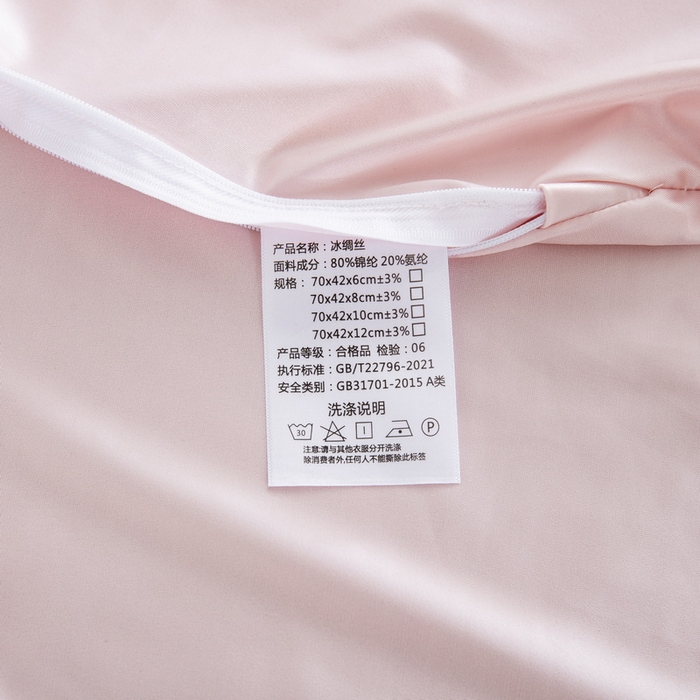 产品名称：冰绸丝
面料成分：80%锦纶 20%氨纶
规格：70x42x6cm±3% □
70x42x8cm±3% □
70x42x10cm±3% □
70x42x12cm±3% □
产品等级：合格品 检验：06
执行标准：GB/T22796-2021
安全类别：GB31701-2015 A类
洗涤说明
30 P
注意:请与其他衣服分开洗涤
除消费者外,任何人不能撕除此标签